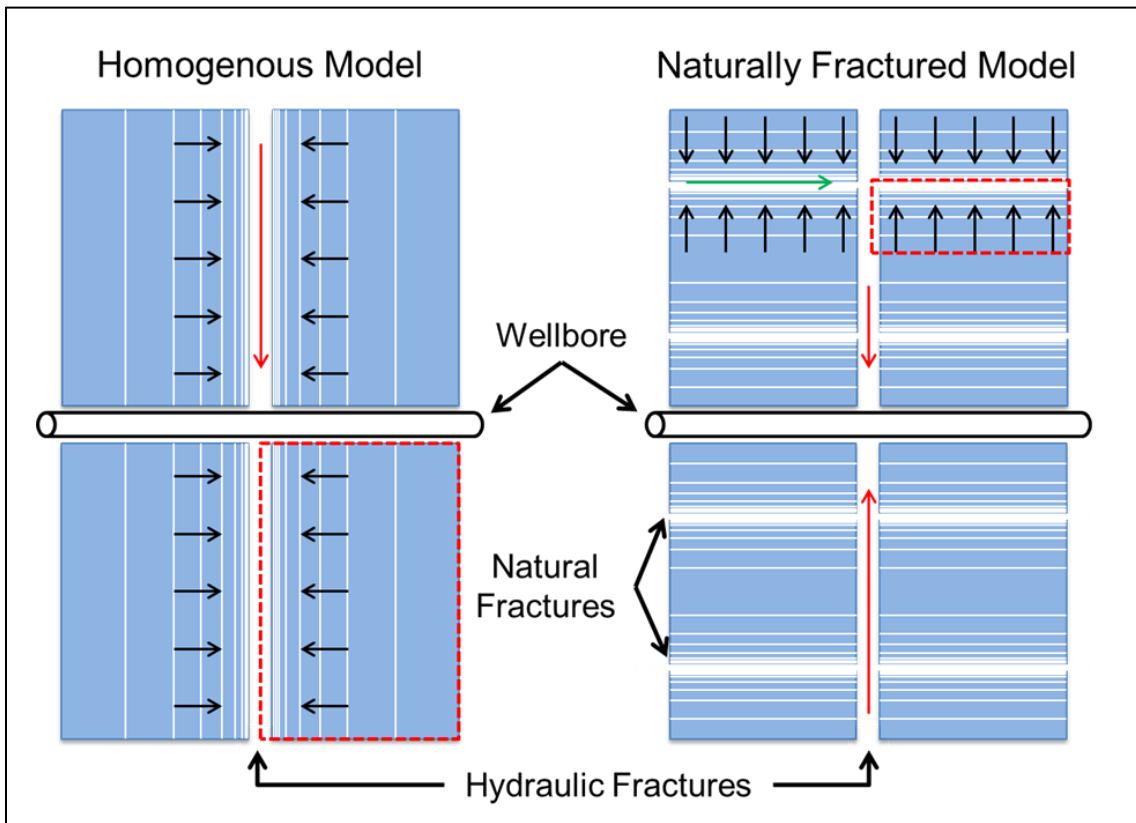 Homogenous Model
Naturally Fractured Model
Wellbore
Natural
Fractures
Hydraulic Fractures